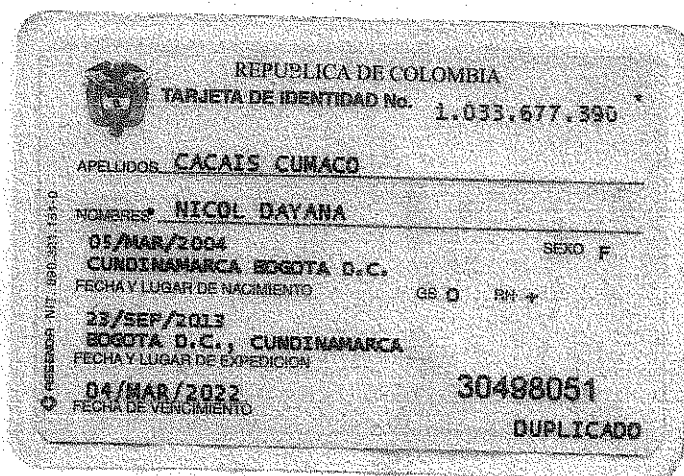 REPUBLICA DE COLOMBIA
TARJETA DE IDENTIDAD No. 1.033.677.390
APELLIDOS CACAIS CUMACO
NOMBRES NICOL DAYANA
05/MAR/2004 SEXO F
CUNDINAMARCA BOGOTA D.C.
FECHA Y LUGAR DE NACIMIENTO GS O RH +
23/SEP/2013
BOGOTA D.C., CUNDINAMARCA
FECHA Y LUGAR DE EXPEDICION
04/MAR/2022 30498051
FECHA DE VENCIMIENTO
DUPLICADO